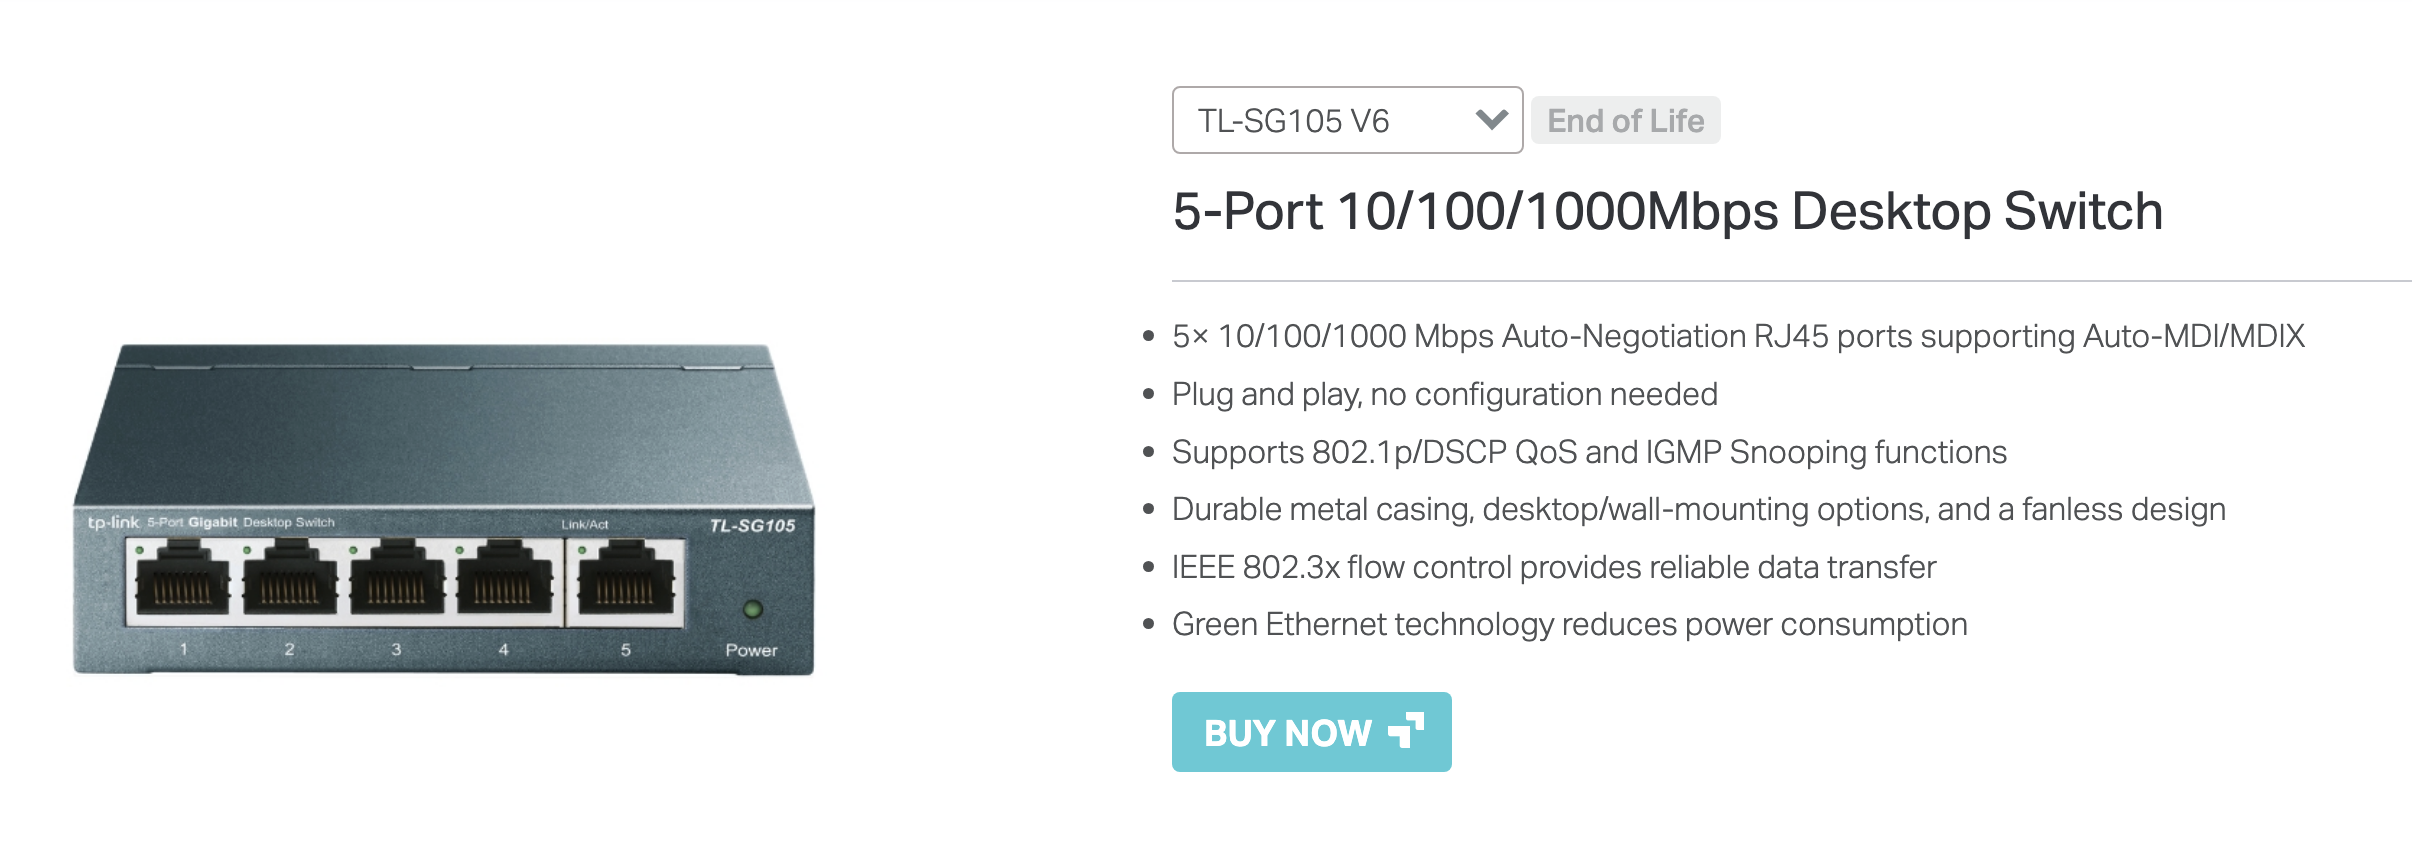 TL-SG105 V6 End of Life
5-Port 10/100/1000Mbps Desktop Switch
• 5× 10/100/1000 Mbps Auto-Negotiation RJ45 ports supporting Auto-MDI/MDIX
• Plug and play, no configuration needed
• Supports 802.1p/DSCP QoS and IGMP Snooping functions
• Durable metal casing, desktop/wall-mounting options, and a fanless design
• IEEE 802.3x flow control provides reliable data transfer
• Green Ethernet technology reduces power consumption
BUY NOW
tp-link 5-Port Gigabit Desktop Switch Link/Act TL-SG105
1 2 3 4 5 Power